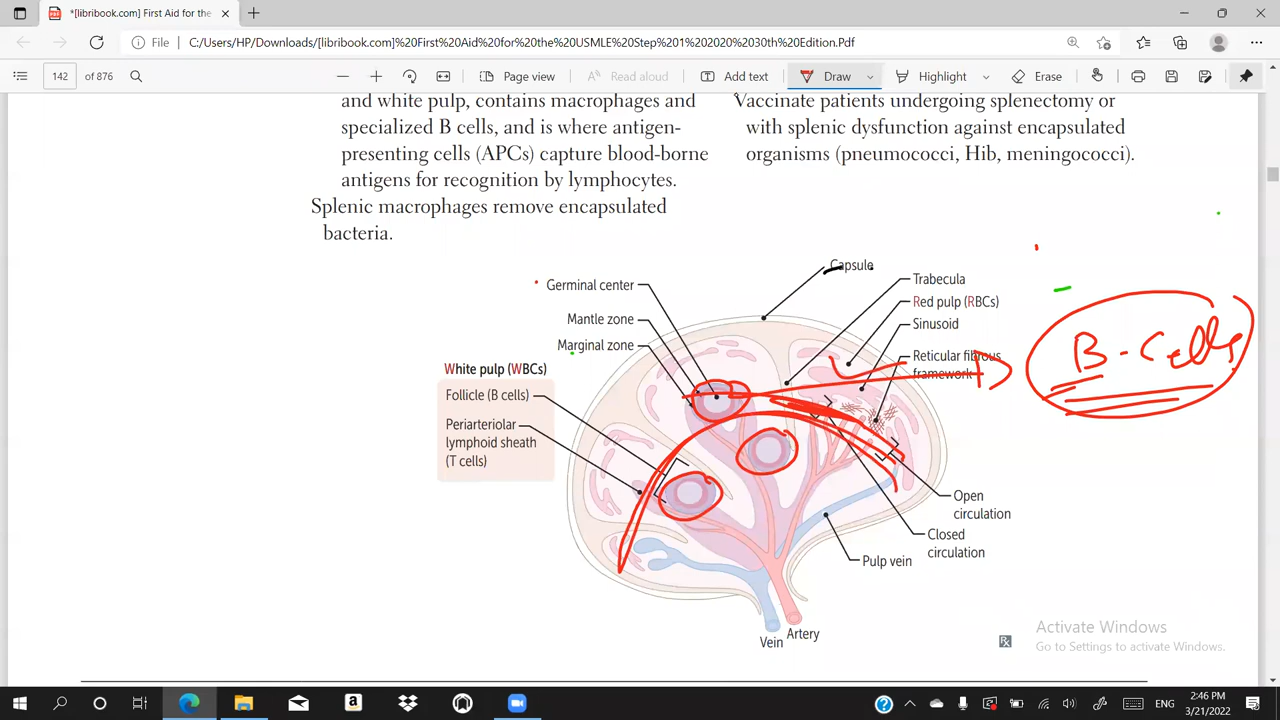 *[libribook.com] First Aid for the
File
C:/Users/HP/Downloads/[libribook.com]%20First%20Aid%20for%20the%20USMLE%20Step%201%202020%2030th%20Edition.Pdf
142 of 876
Page view
Read aloud
Add text
Draw
Highlight
Erase
and white pulp, contains macrophages and
specialized B cells, and is where antigen-
presenting cells (APCs) capture blood-borne
antigens for recognition by lymphocytes.
Splenic macrophages remove encapsulated
bacteria.
Vaccinate patients undergoing splenectomy or
with splenic dysfunction against encapsulated
organisms (pneumococci, Hib, meningococci).
Capsule
Germinal center
Mantle zone
Marginal zone
White pulp (WBCs)
Follicle (B cells)
Periarteriolar
lymphoid sheath
(T cells)
Trabecula
Red pulp (RBCs)
Sinusoid
Reticular fibrous
framework
B-Cells
Open
circulation
Closed
circulation
Pulp vein
Vein
Artery
Activate Windows
Go to Settings to activate Windows.
ENG
2:46 PM
3/21/2022